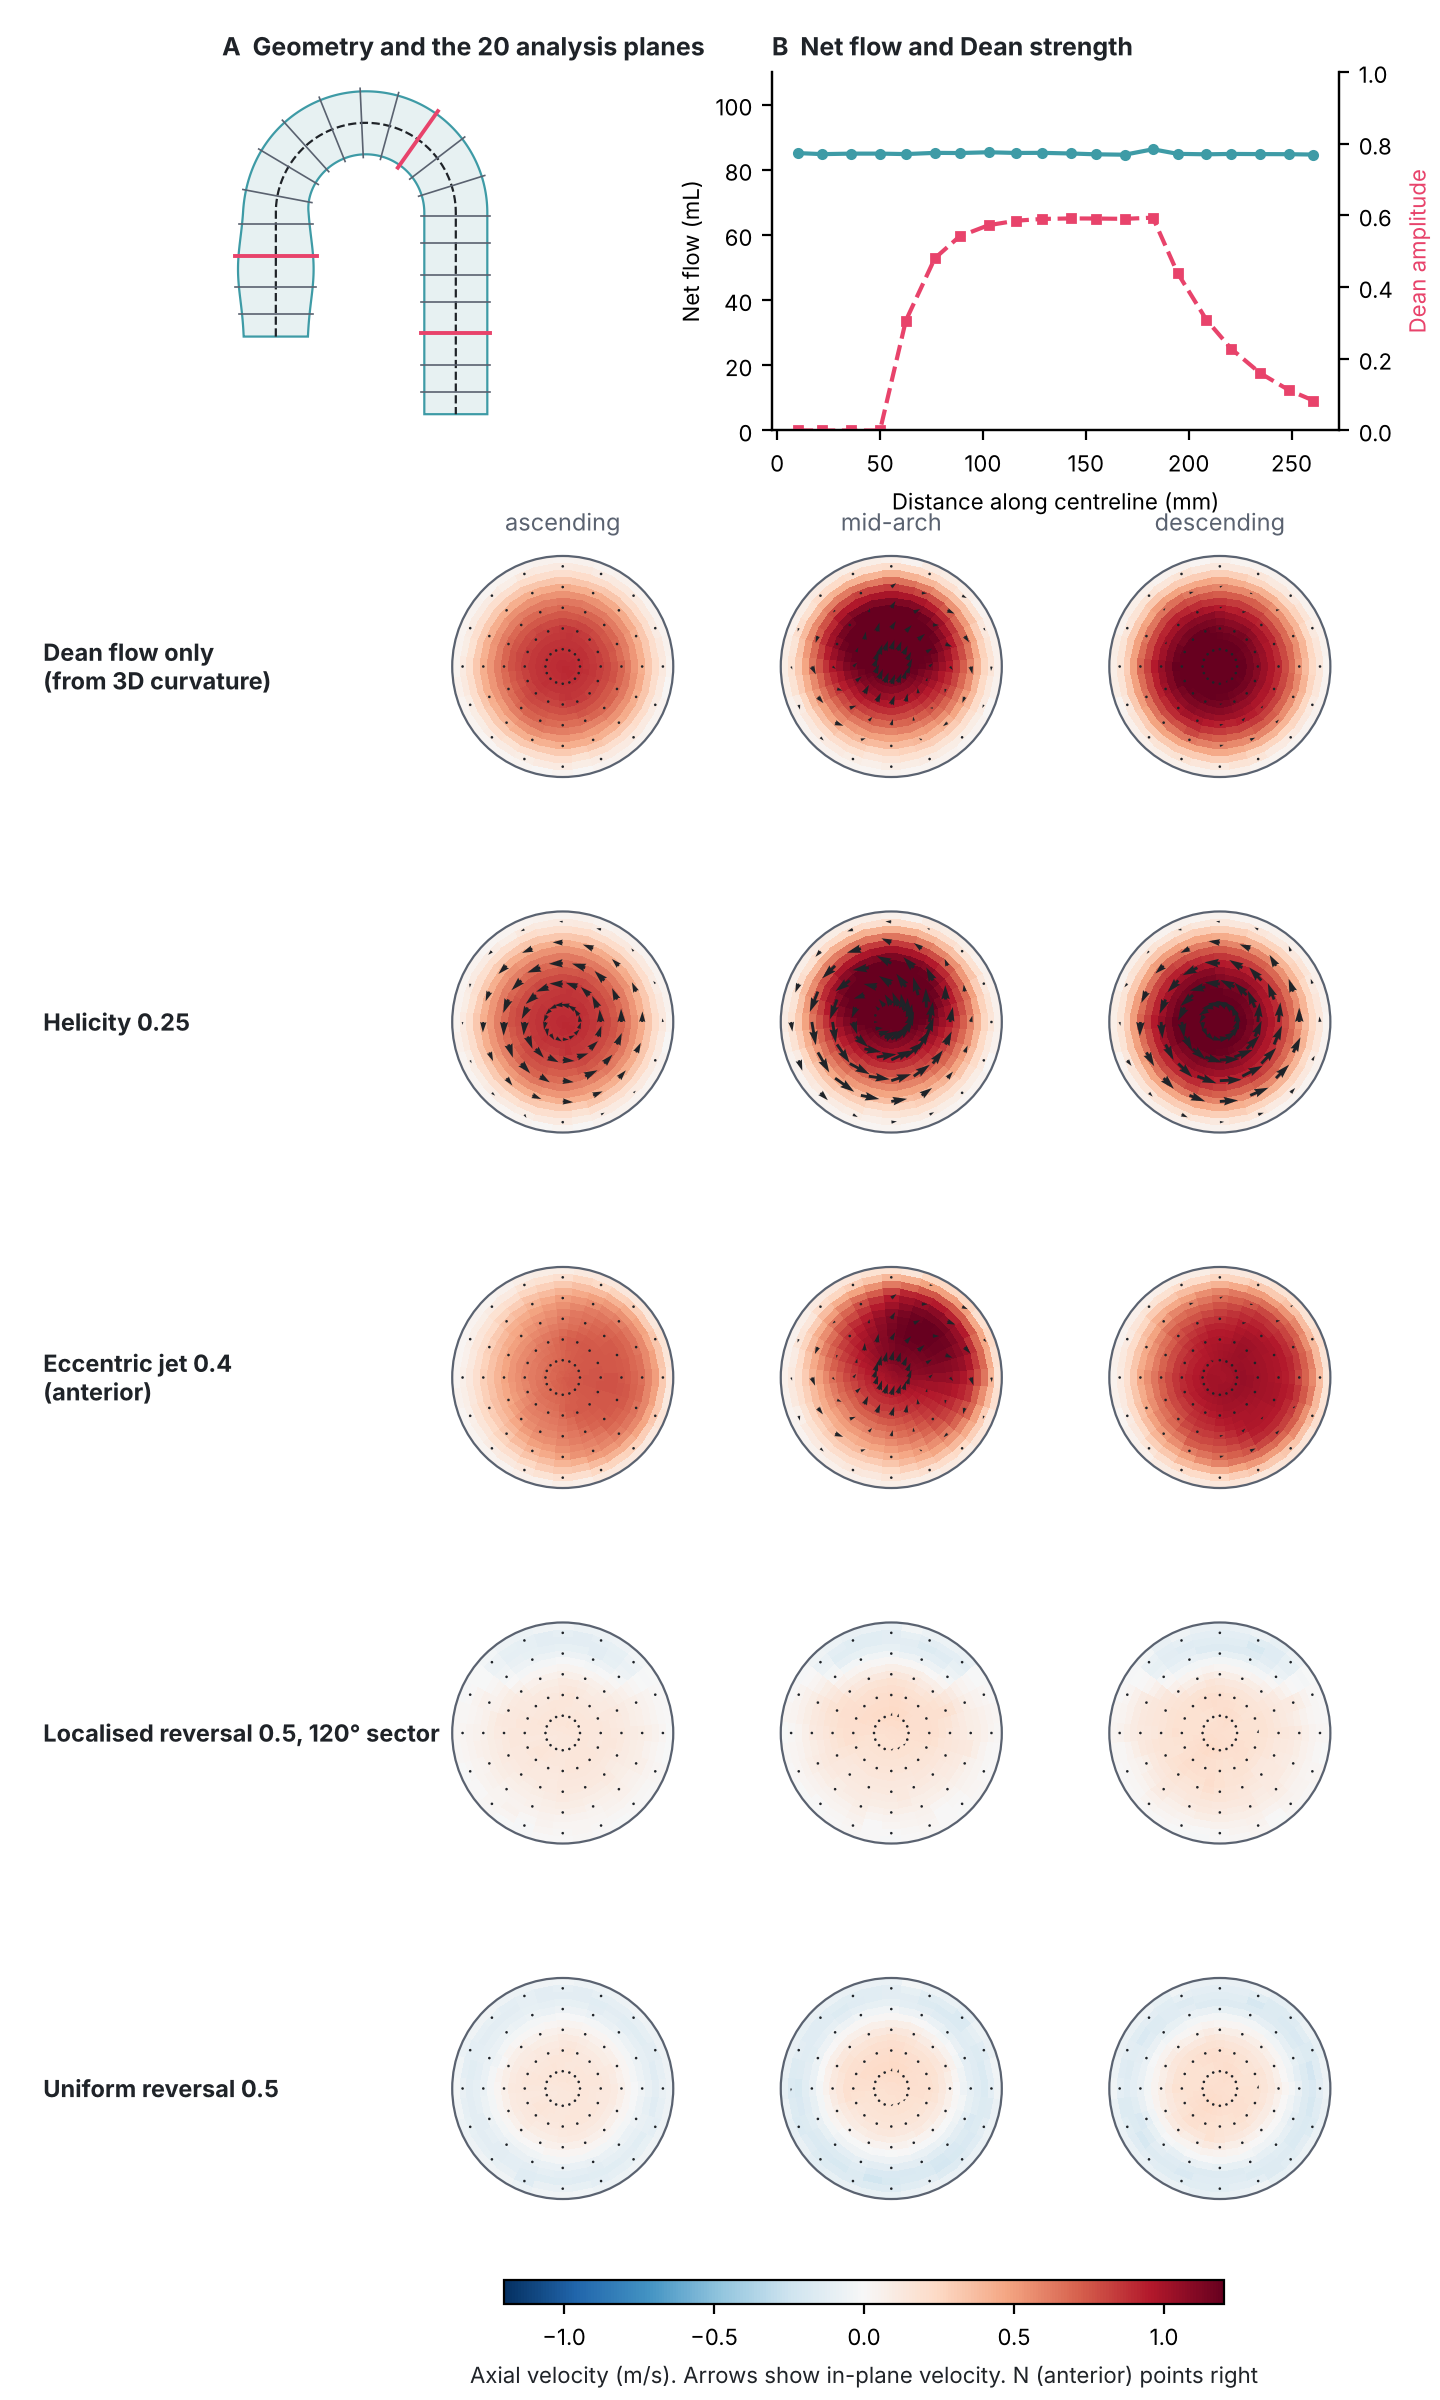 A Geometry and the 20 analysis planes
B Net flow and Dean strength
100
80
60
40
20
0
Net flow (mL)
1.0
0.8
0.6
0.4
0.2
0.0
Dean amplitude
0 50 100 150 200 250
Distance along centreline (mm)
ascending mid-arch descending
Dean flow only
(from 3D curvature)
Helicity 0.25
Eccentric jet 0.4
(anterior)
Localised reversal 0.5, 120° sector
Uniform reversal 0.5
−1.0 −0.5 0.0 0.5 1.0
Axial velocity (m/s). Arrows show in-plane velocity. N (anterior) points right